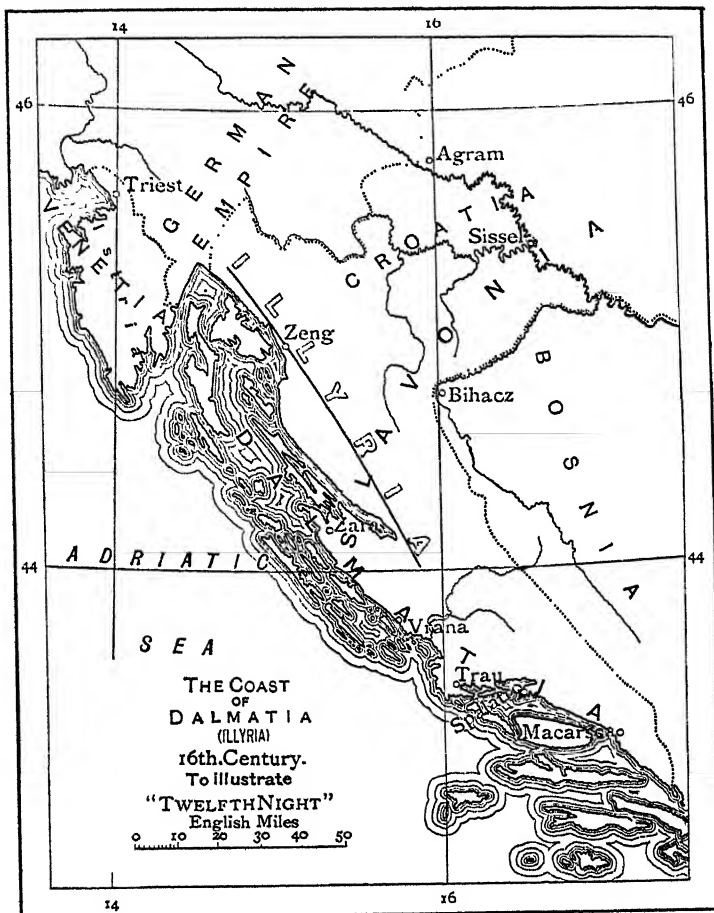 14 16
46 46
GERMAN
EMPIRE
Agram
Triest
VENETIA
Istria
CROATIA
Sissek
SLAVONIA
ILLYRIA
Zeng
BOSNIA
Bihacz
DALMATIA
Zara
ADRIATIC
44 44
SEA
Vrana
Trau
Macarsca
THE COAST
OF
DALMATIA
(ILLYRIA)
16th.Century.
To illustrate
"TWELFTH NIGHT"
English Miles
0 10 20 30 40 50
14 16